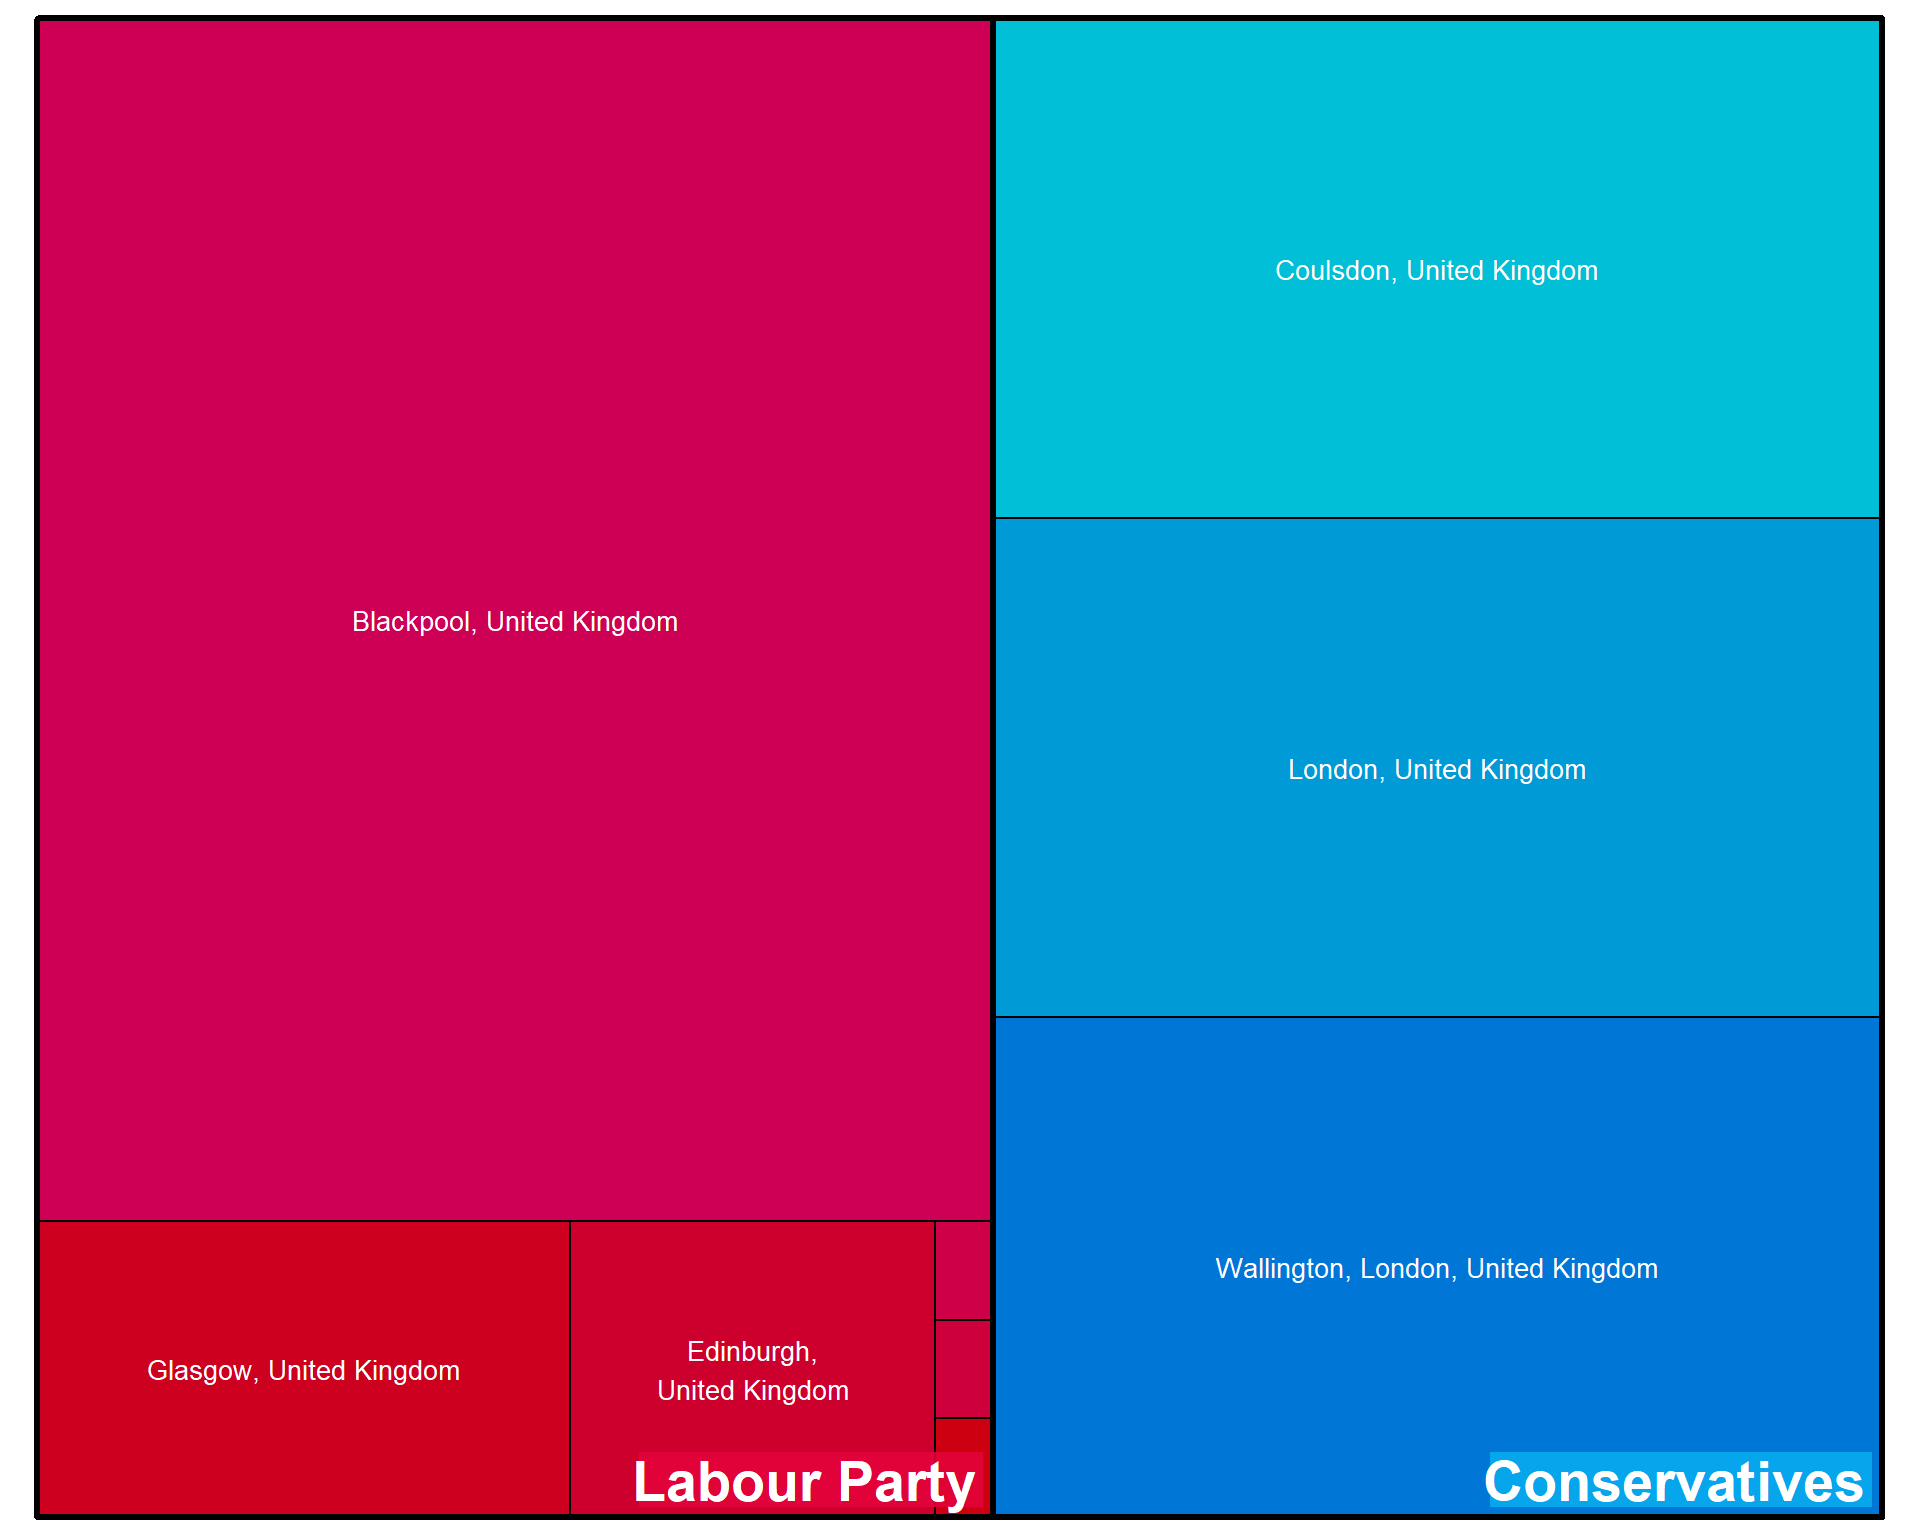 Blackpool, United Kingdom
Glasgow, United Kingdom
Edinburgh,
United Kingdom
Labour Party
Coulsdon, United Kingdom
London, United Kingdom
Wallington, London, United Kingdom
Conservatives